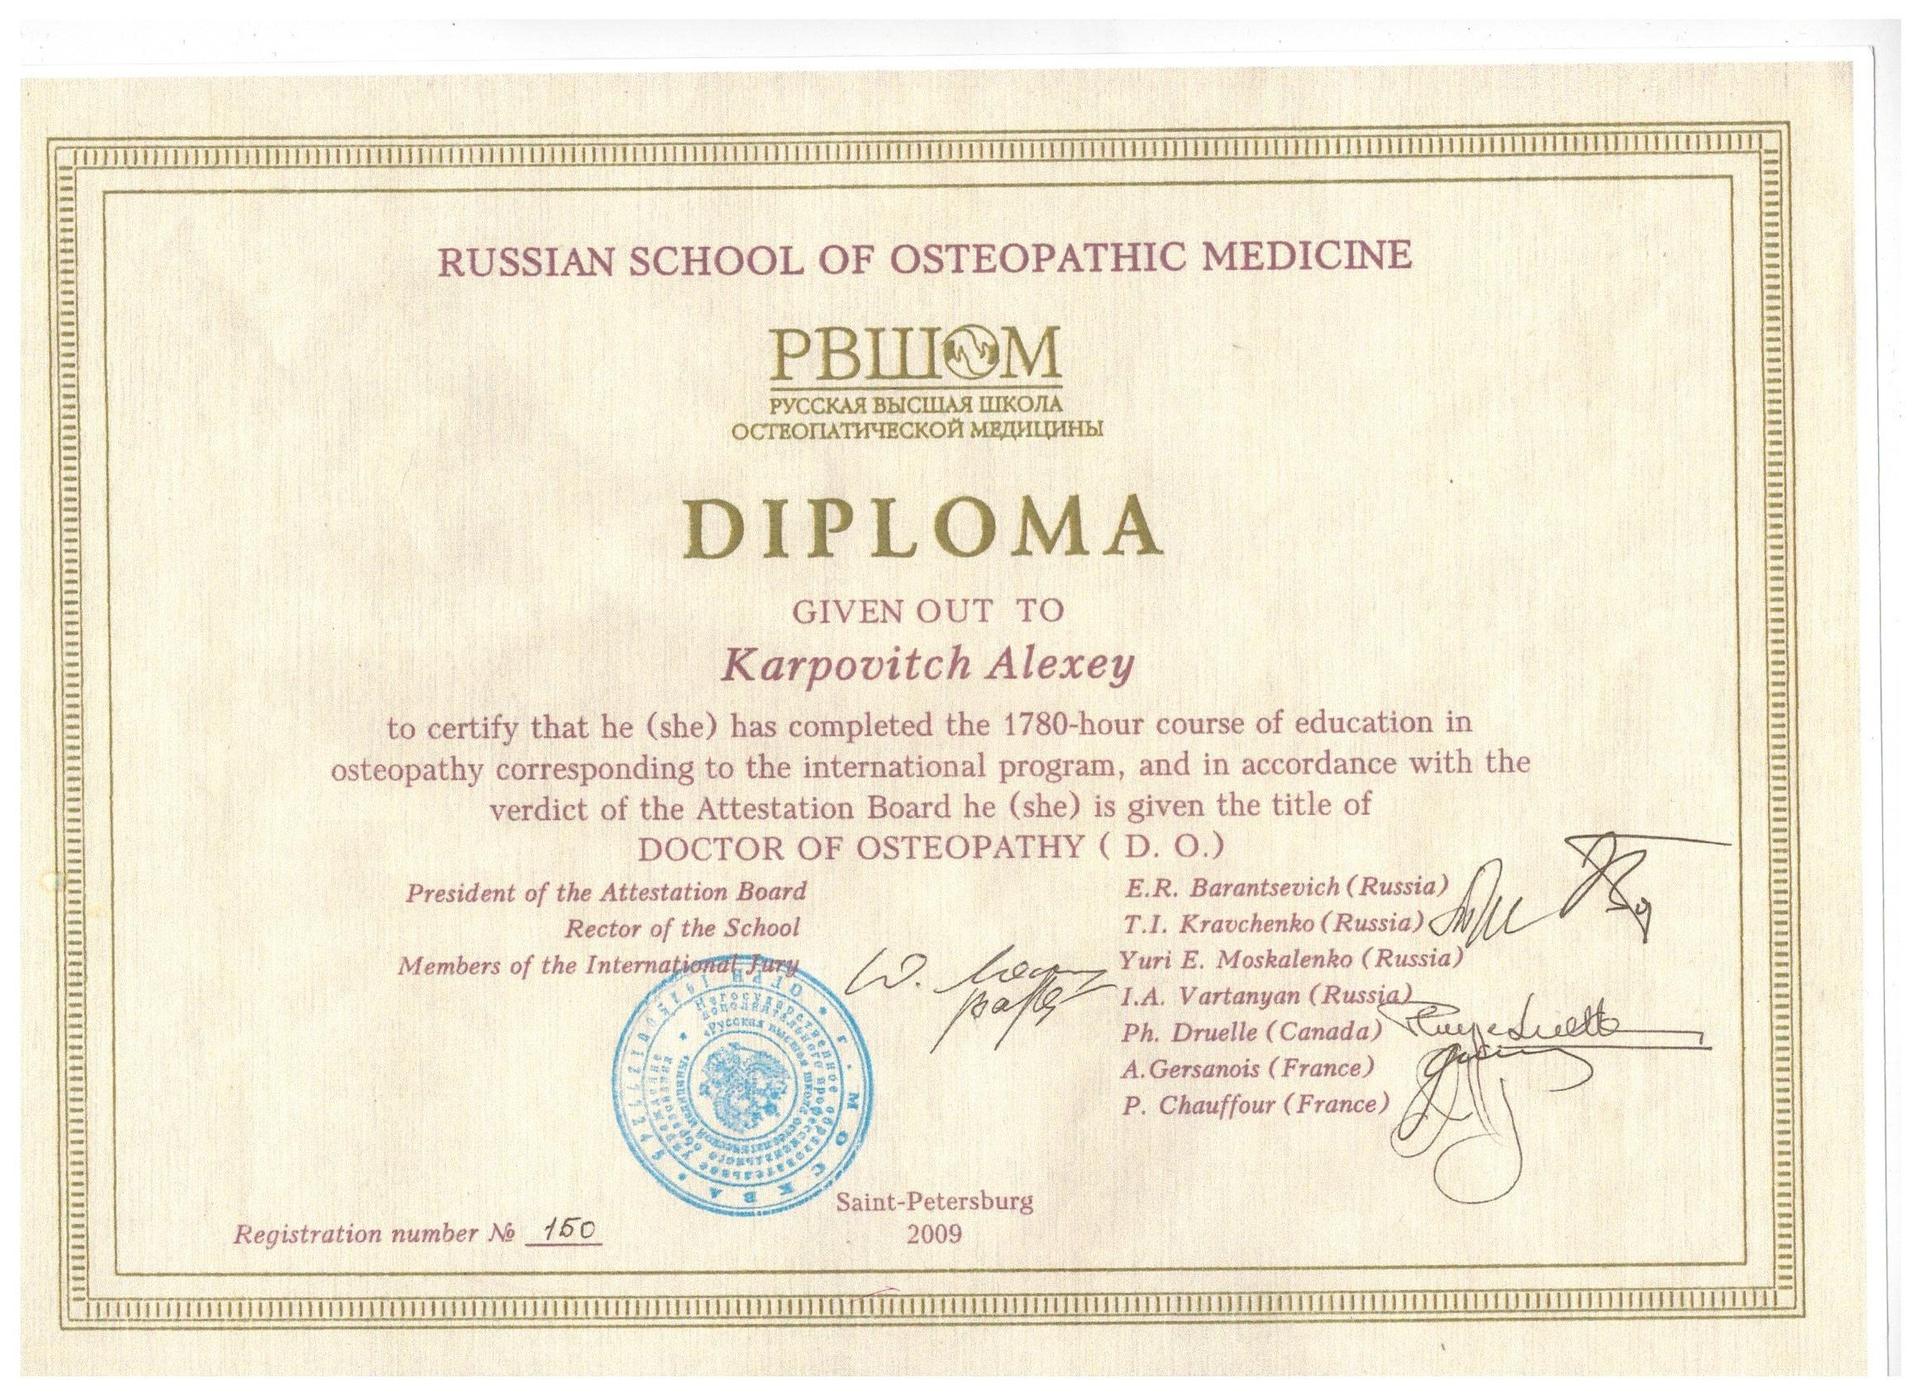 RUSSIAN SCHOOL OF OSTEOPATHIC MEDICINE
РВШОМ
РУССКАЯ ВЫСШАЯ ШКОЛА
ОСТЕОПАТИЧЕСКОЙ МЕДИЦИНЫ
DIPLOMA
GIVEN OUT TO
Karpovitch Alexey
to certify that he (she) has completed the 1780-hour course of education in
osteopathy corresponding to the international program, and in accordance with the
verdict of the Attestation Board he (she) is given the title of
DOCTOR OF OSTEOPATHY ( D. O.)
President of the Attestation Board E.R. Barantsevich (Russia)
Rector of the School T.I. Kravchenko (Russia)
Members of the International Jury Yuri E. Moskalenko (Russia)
I.A. Vartanyan (Russia)
Ph. Druelle (Canada)
A.Gersanois (France)
P. Chauffour (France)
г. МОСКВА
Saint-Petersburg
Registration number № 150
2009